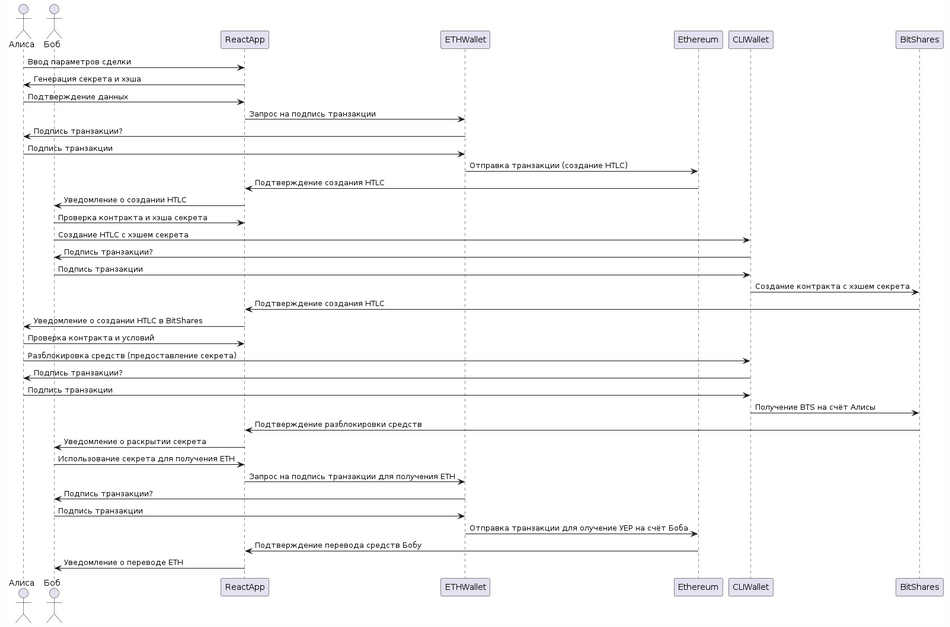 Алиса Боб ReactApp ETHWallet Ethereum CLIWallet BitShares
Ввод параметров сделки
Генерация секрета и хэша
Подтверждение данных
Запрос на подпись транзакции
Подпись транзакции?
Подпись транзакции
Отправка транзакции (создание HTLC)
Подтверждение создания HTLC
Уведомление о создании HTLC
Проверка контракта и хэша секрета
Создание HTLC с хэшем секрета
Подпись транзакции?
Подпись транзакции
Создание контракта с хэшем секрета
Подтверждение создания HTLC
Уведомление о создании HTLC в BitShares
Проверка контракта и условий
Разблокировка средств (предоставление секрета)
Подпись транзакции?
Подпись транзакции
Получение BTS на счёт Алисы
Подтверждение разблокировки средств
Уведомление о раскрытии секрета
Использование секрета для получения ETH
Запрос на подпись транзакции для получения ETH
Подпись транзакции?
Подпись транзакции
Отправка транзакции для олучение УЕР на счёт Боба
Подтверждение перевода средств Бобу
Уведомление о переводе ETH
Алиса Боб ReactApp ETHWallet Ethereum CLIWallet BitShares